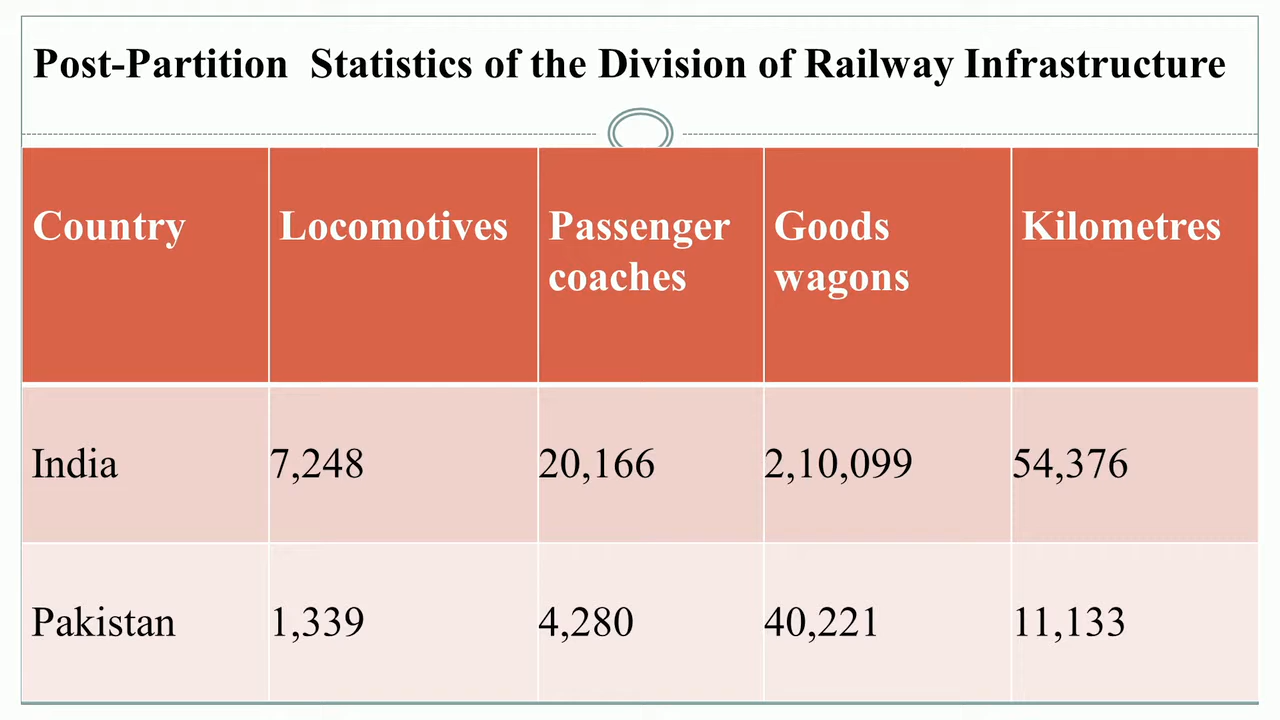 Post-Partition  Statistics of the Division of Railway Infrastructure
Country Locomotives Passenger coaches Goods wagons Kilometres
India 7,248 20,166 2,10,099 54,376
Pakistan 1,339 4,280 40,221 11,133